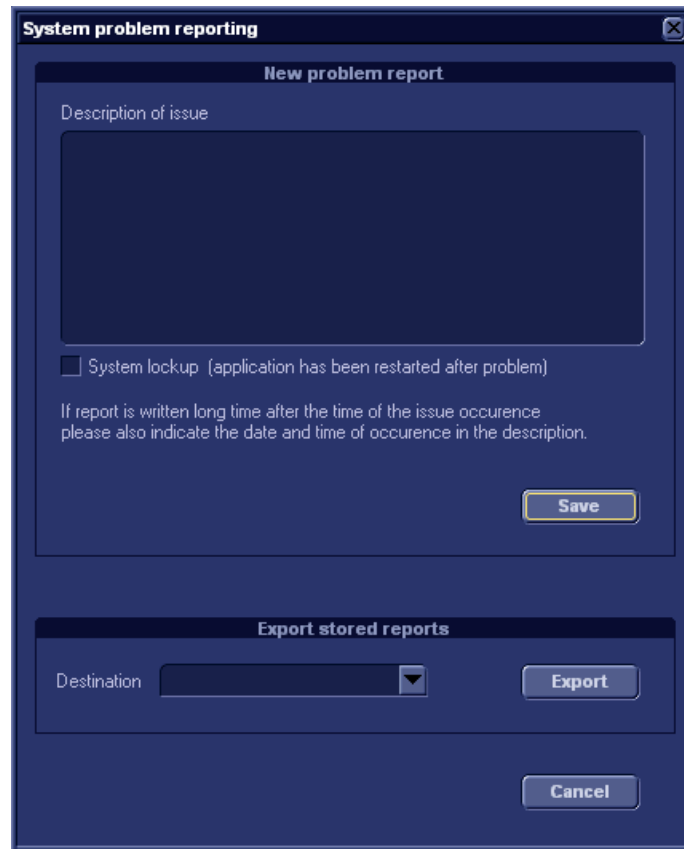 System problem reporting
New problem report
Description of issue
System lockup (application has been restarted after problem)
If report is written long time after the time of the issue occurence
please also indicate the date and time of occurence in the description.
Save
Export stored reports
Destination
Export
Cancel